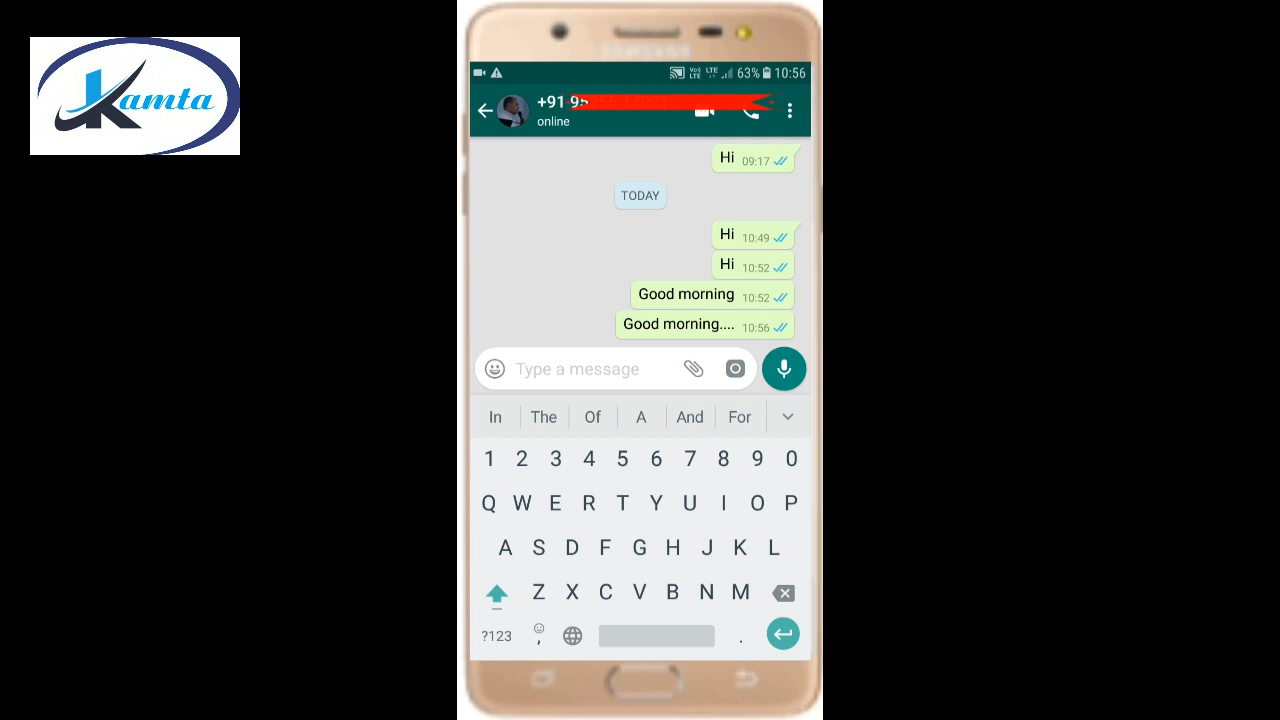 Kamta
SAMSUNG
63% 10:56
+91-95
online
Hi 09:17
TODAY
Hi 10:49
Hi 10:52
Good morning 10:52
Good morning.... 10:56
Type a message
In The Of A And For
1 2 3 4 5 6 7 8 9 0
Q W E R T Y U I O P
A S D F G H J K L
Z X C V B N M
?123 , .